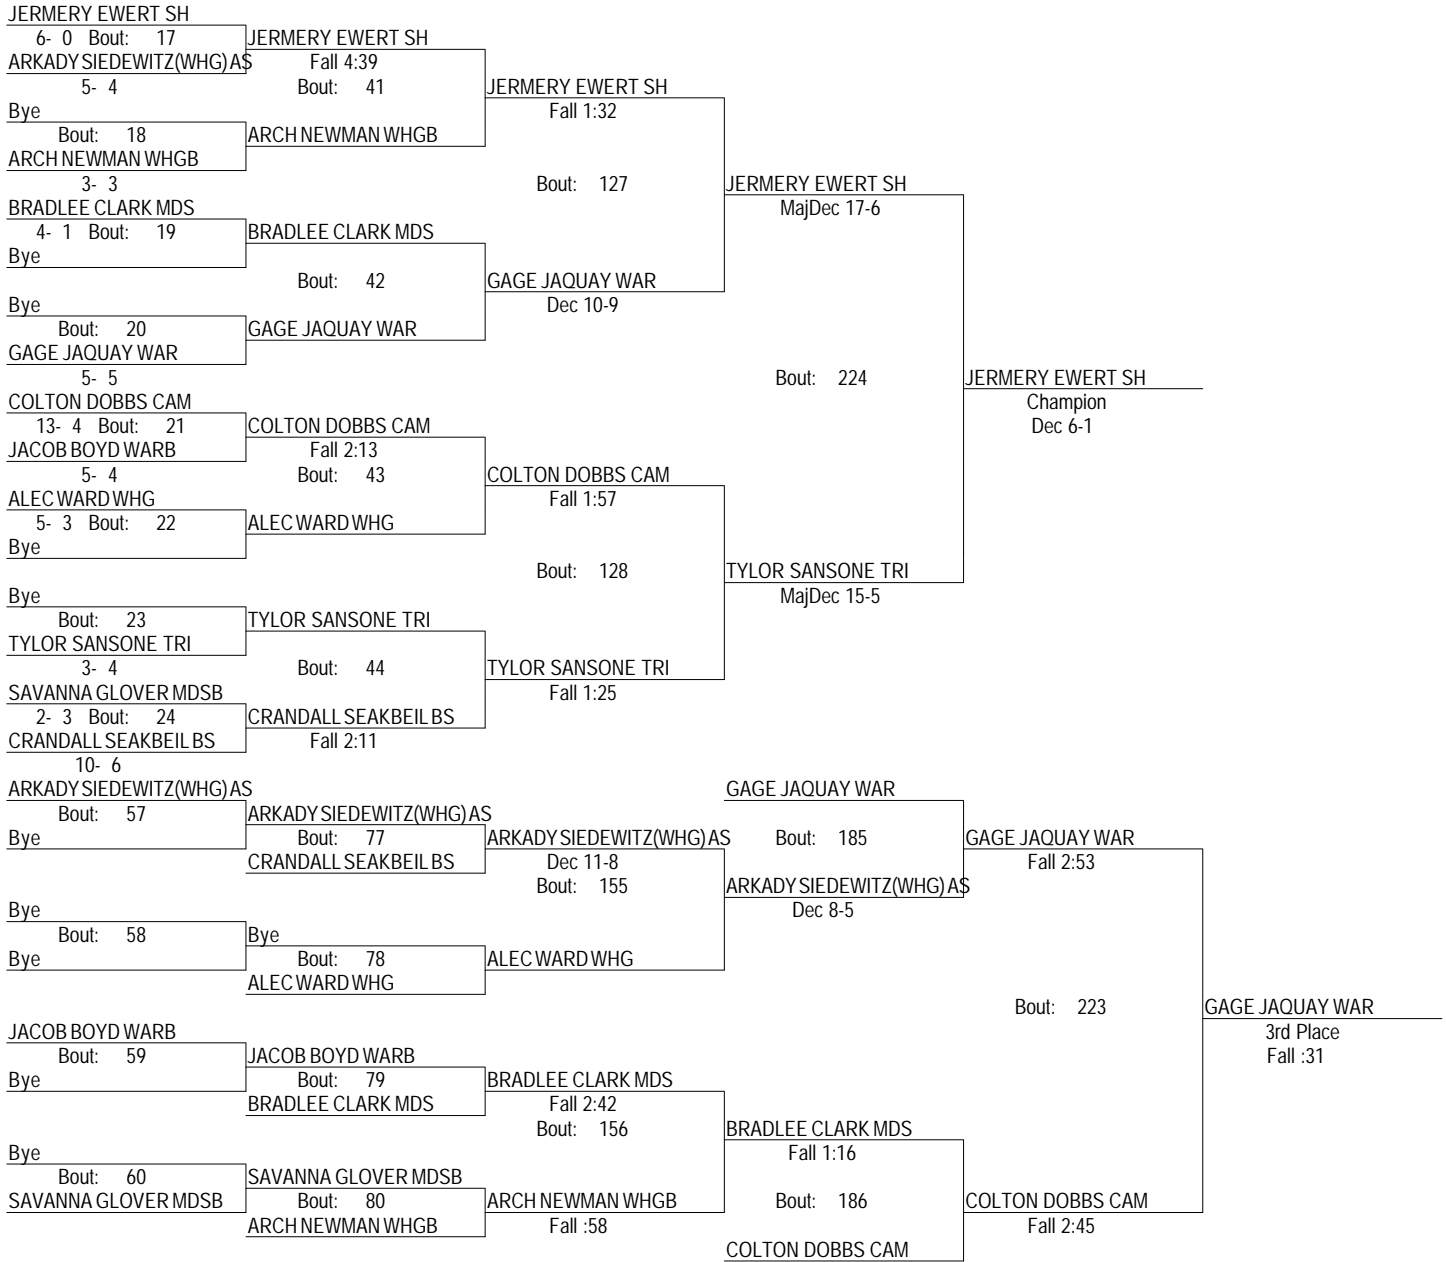 JERMERY EWERT SH
6- 0 Bout: 17 JERMERY EWERT SH
ARKADY SIEDEWITZ(WHG) AS Fall 4:39
5- 4 Bout: 41 JERMERY EWERT SH
Bye Fall 1:32
Bout: 18 ARCH NEWMAN WHGB
ARCH NEWMAN WHGB
3- 3 Bout: 127 JERMERY EWERT SH
BRADLEE CLARK MDS MajDec 17-6
4- 1 Bout: 19 BRADLEE CLARK MDS
Bye
Bout: 42 GAGE JAQUAY WAR
Bye Dec 10-9
Bout: 20 GAGE JAQUAY WAR
GAGE JAQUAY WAR
5- 5 Bout: 224 JERMERY EWERT SH
COLTON DOBBS CAM Champion
13- 4 Bout: 21 COLTON DOBBS CAM Dec 6-1
JACOB BOYD WARB Fall 2:13
5- 4 Bout: 43 COLTON DOBBS CAM
ALEC WARD WHG Fall 1:57
5- 3 Bout: 22 ALEC WARD WHG
Bye
Bout: 128 TYLOR SANSONE TRI
Bye MajDec 15-5
Bout: 23 TYLOR SANSONE TRI
TYLOR SANSONE TRI
3- 4 Bout: 44 TYLOR SANSONE TRI
SAVANNA GLOVER MDSB Fall 1:25
2- 3 Bout: 24 CRANDALL SEAKBEIL BS
CRANDALL SEAKBEIL BS Fall 2:11
10- 6
ARKADY SIEDEWITZ(WHG) AS GAGE JAQUAY WAR
Bout: 57 ARKADY SIEDEWITZ(WHG) AS
Bye Bout: 77 ARKADY SIEDEWITZ(WHG) AS Bout: 185 GAGE JAQUAY WAR
CRANDALL SEAKBEIL BS Dec 11-8 Fall 2:53
Bout: 155 ARKADY SIEDEWITZ(WHG) AS
Bye Dec 8-5
Bout: 58 Bye
Bye Bout: 78 ALEC WARD WHG
ALEC WARD WHG
Bout: 223 GAGE JAQUAY WAR
JACOB BOYD WARB 3rd Place
Bout: 59 JACOB BOYD WARB Fall :31
Bye Bout: 79 BRADLEE CLARK MDS
BRADLEE CLARK MDS Fall 2:42
Bout: 156 BRADLEE CLARK MDS
Bye Fall 1:16
Bout: 60 SAVANNA GLOVER MDSB
SAVANNA GLOVER MDSB Bout: 80 ARCH NEWMAN WHGB Bout: 186 COLTON DOBBS CAM
ARCH NEWMAN WHGB Fall :58 Fall 2:45
COLTON DOBBS CAM